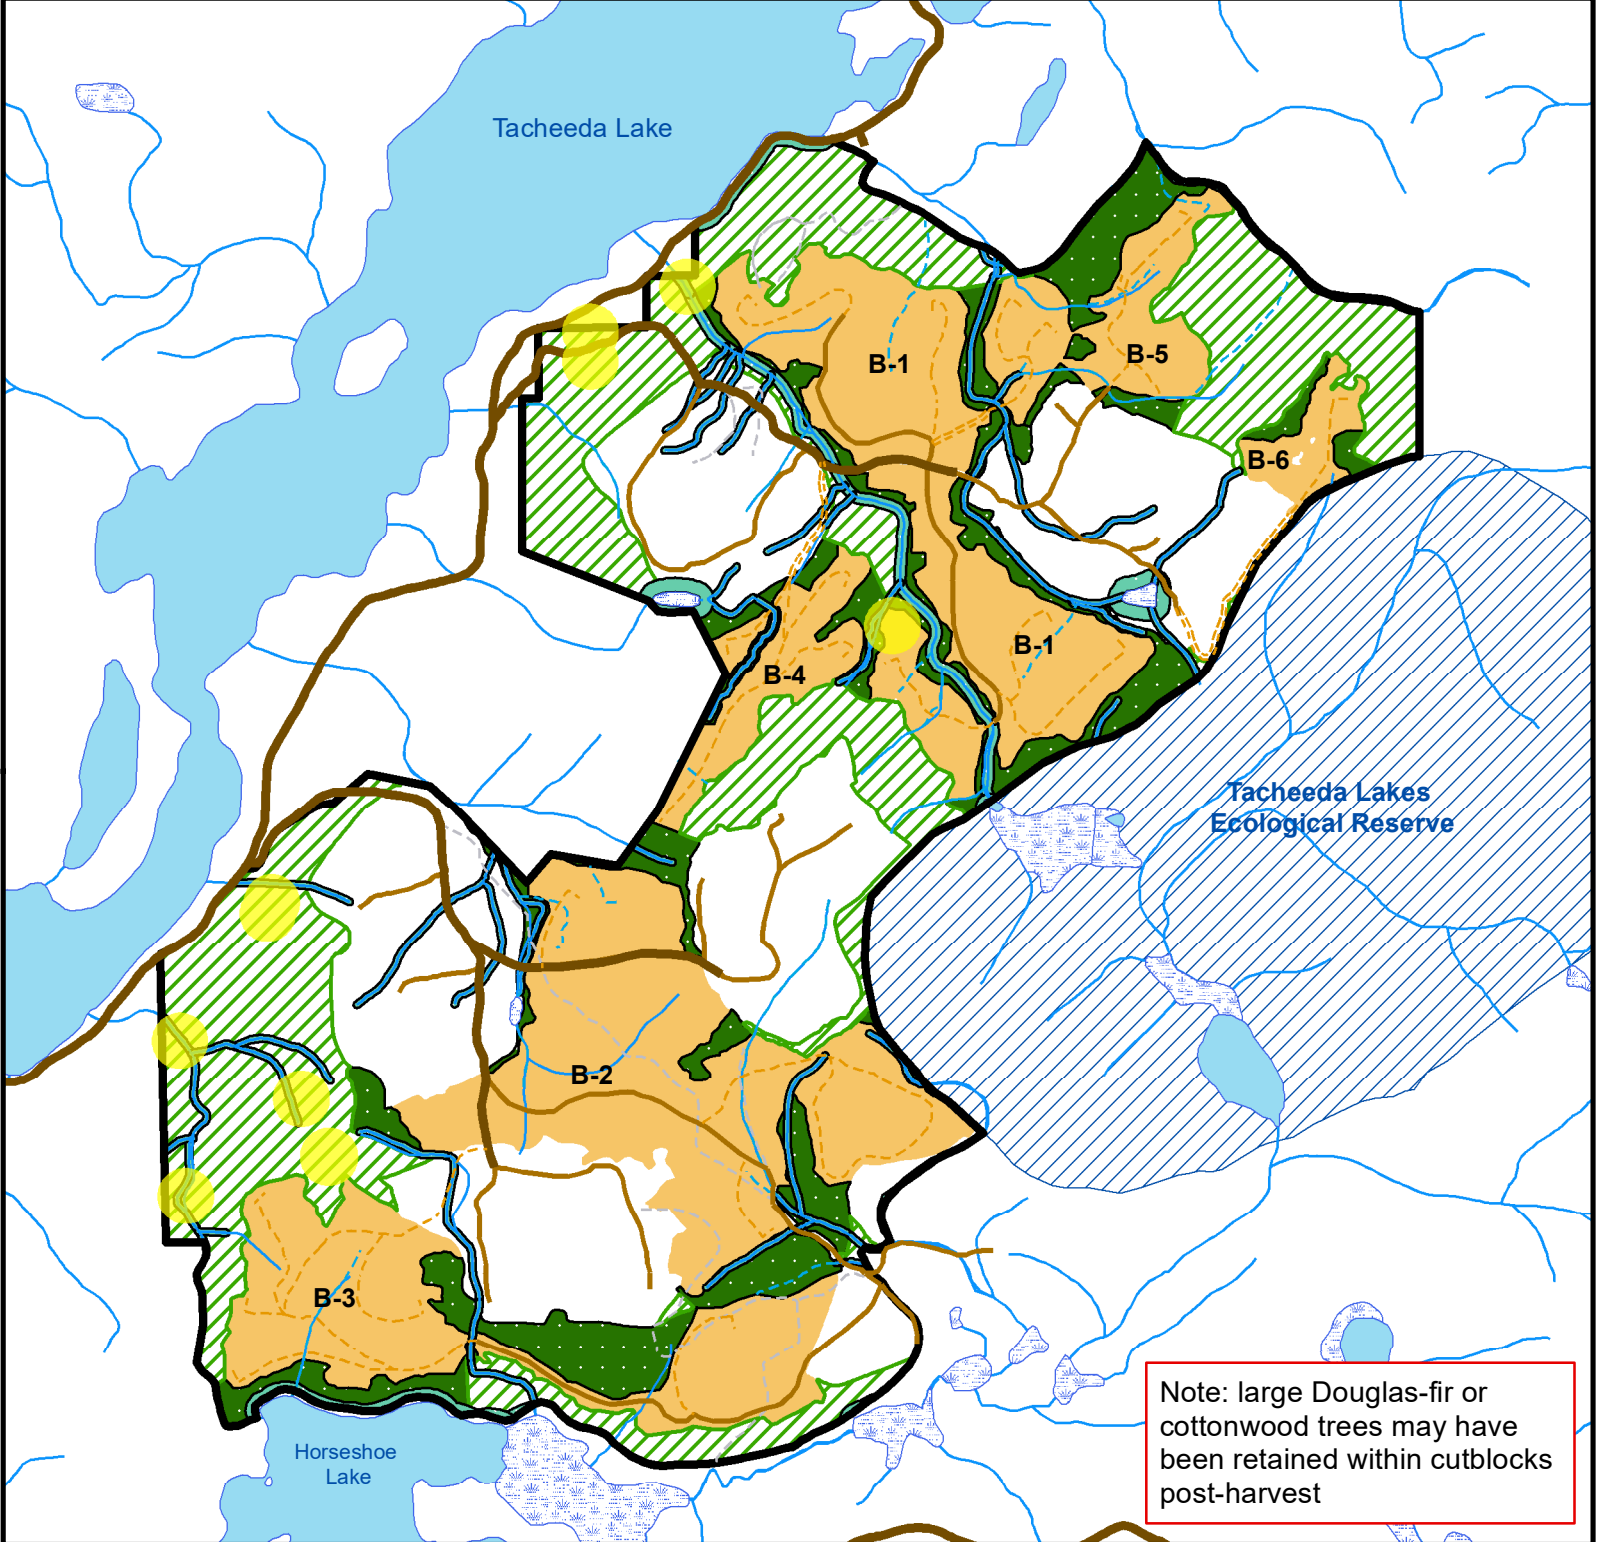 Tacheeda Lake
B-1
B-5
B-6
B-1
B-4
Tacheeda Lakes
Ecological Reserve
B-2
B-3
Note: large Douglas-fir or
cottonwood trees may have
been retained within cutblocks
post-harvest
Horseshoe
Lake